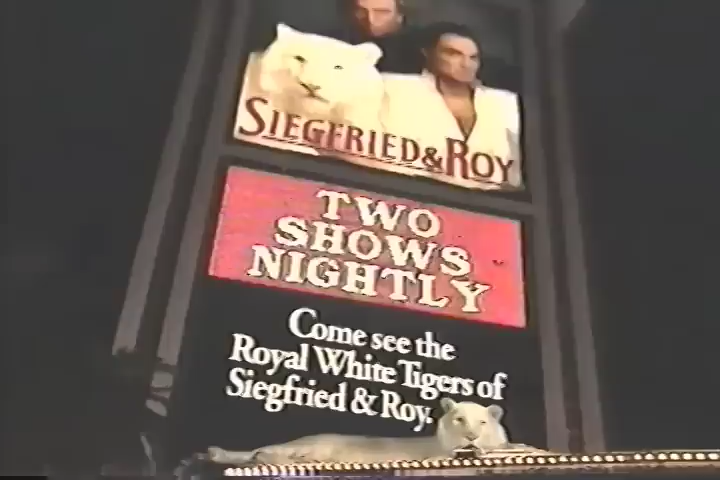 SIEGFRIED & ROY
TWO
SHOWS
NIGHTLY
Come see the
Royal White Tigers of
Siegfried & Roy.